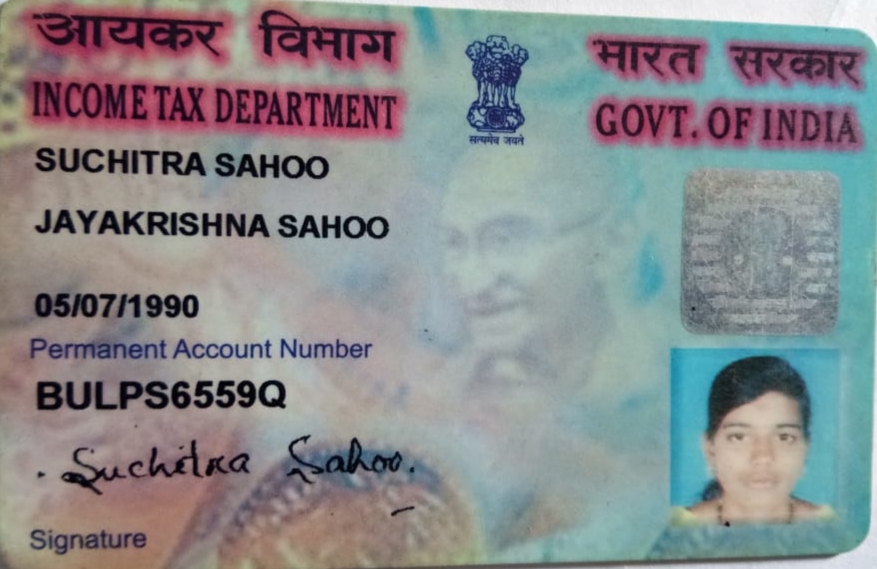 आयकर विभाग
INCOME TAX DEPARTMENT
भारत सरकार
GOVT. OF INDIA
सत्यमेव जयते
SUCHITRA SAHOO
JAYAKRISHNA SAHOO
05/07/1990
Permanent Account Number
BULPS6559Q
Suchitra Sahoo.
Signature